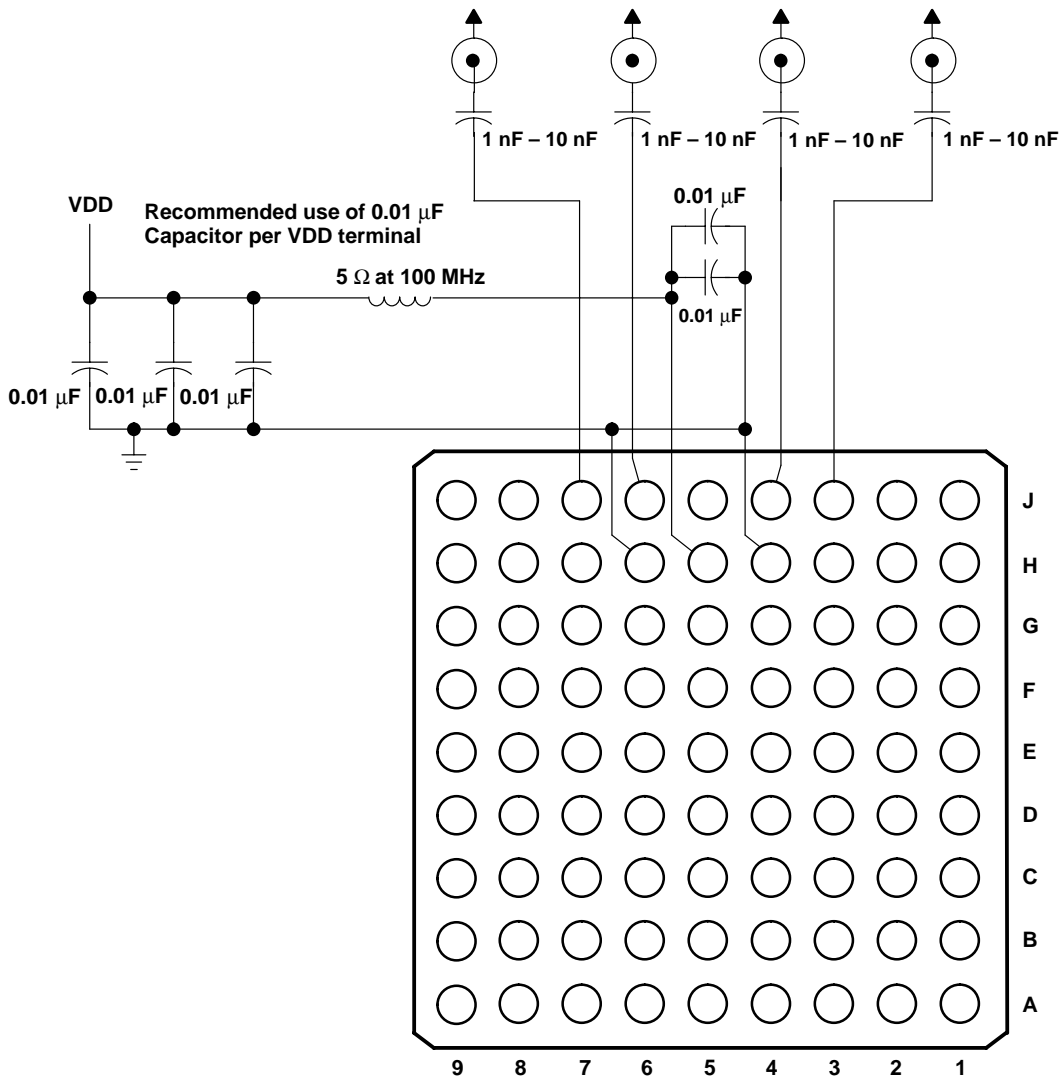 1 nF – 10 nF
1 nF – 10 nF
1 nF – 10 nF
1 nF – 10 nF
VDD
Recommended use of 0.01 μF
Capacitor per VDD terminal
0.01 μF
5 Ω at 100 MHz
0.01 μF
0.01 μF
0.01 μF
0.01 μF
J
H
G
F
E
D
C
B
A
9 8 7 6 5 4 3 2 1